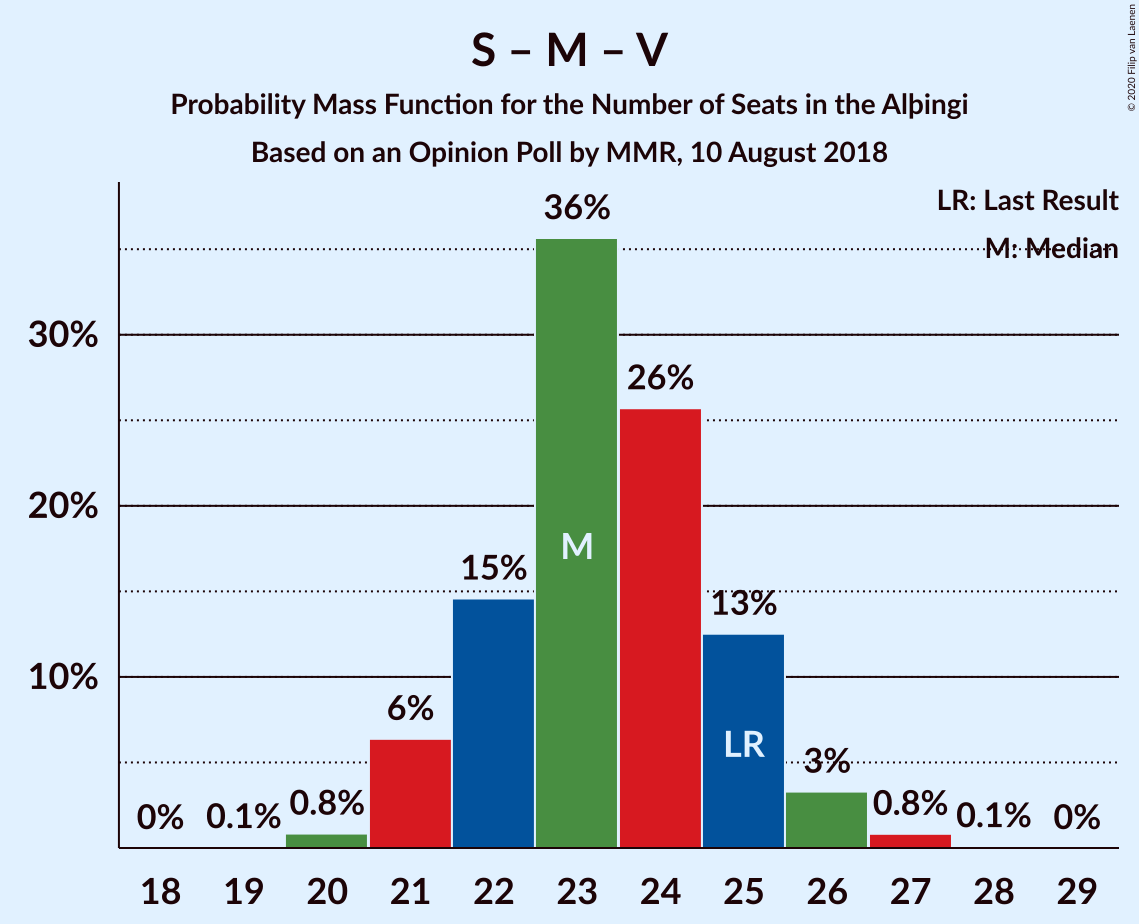 S – M – V
Probability Mass Function for the Number of Seats in the Alþingi
Based on an Opinion Poll by MMR, 10 August 2018
© 2020 Filip van Laenen
LR: Last Result
M: Median
30%
20%
10%
0%
0.1%
0.8%
6%
15%
36%
M
26%
13%
LR
3%
0.8%
0.1%
0%
18 19 20 21 22 23 24 25 26 27 28 29